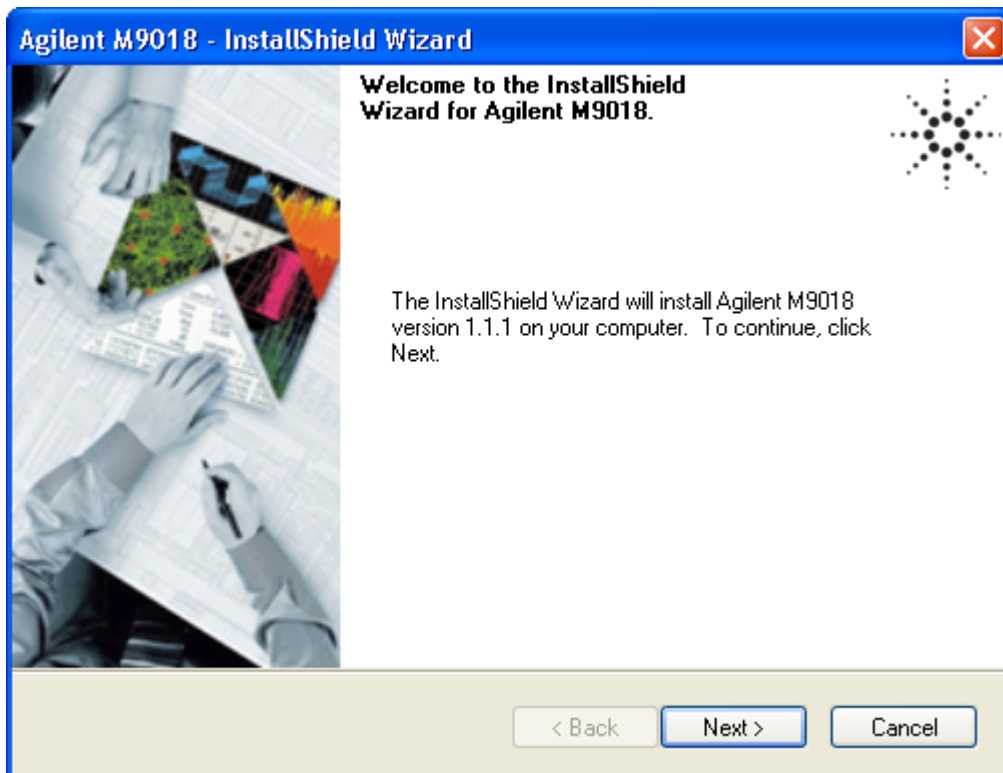 Agilent M9018 - InstallShield Wizard
Welcome to the InstallShield
Wizard for Agilent M9018.
The InstallShield Wizard will install Agilent M9018
version 1.1.1 on your computer.  To continue, click
Next.
< Back
Next >
Cancel